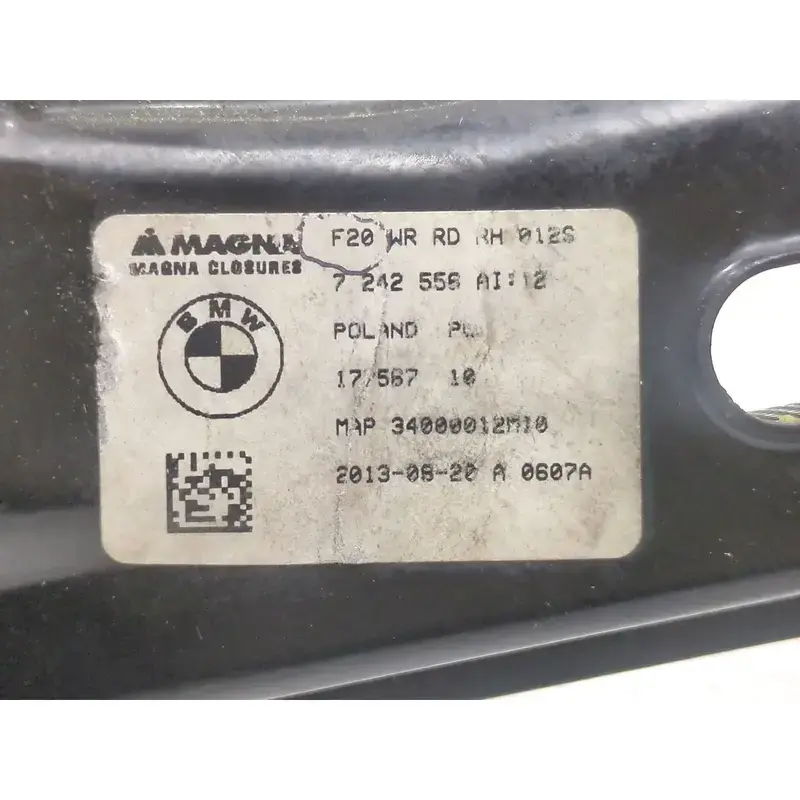 MAGNA
MAGNA CLOSURES
BMW
F20 WR RD RH 012S
7 242 556 AI:12
POLAND
17/567 10
MAP 34000012MI0
2013-08-20 A 0607A